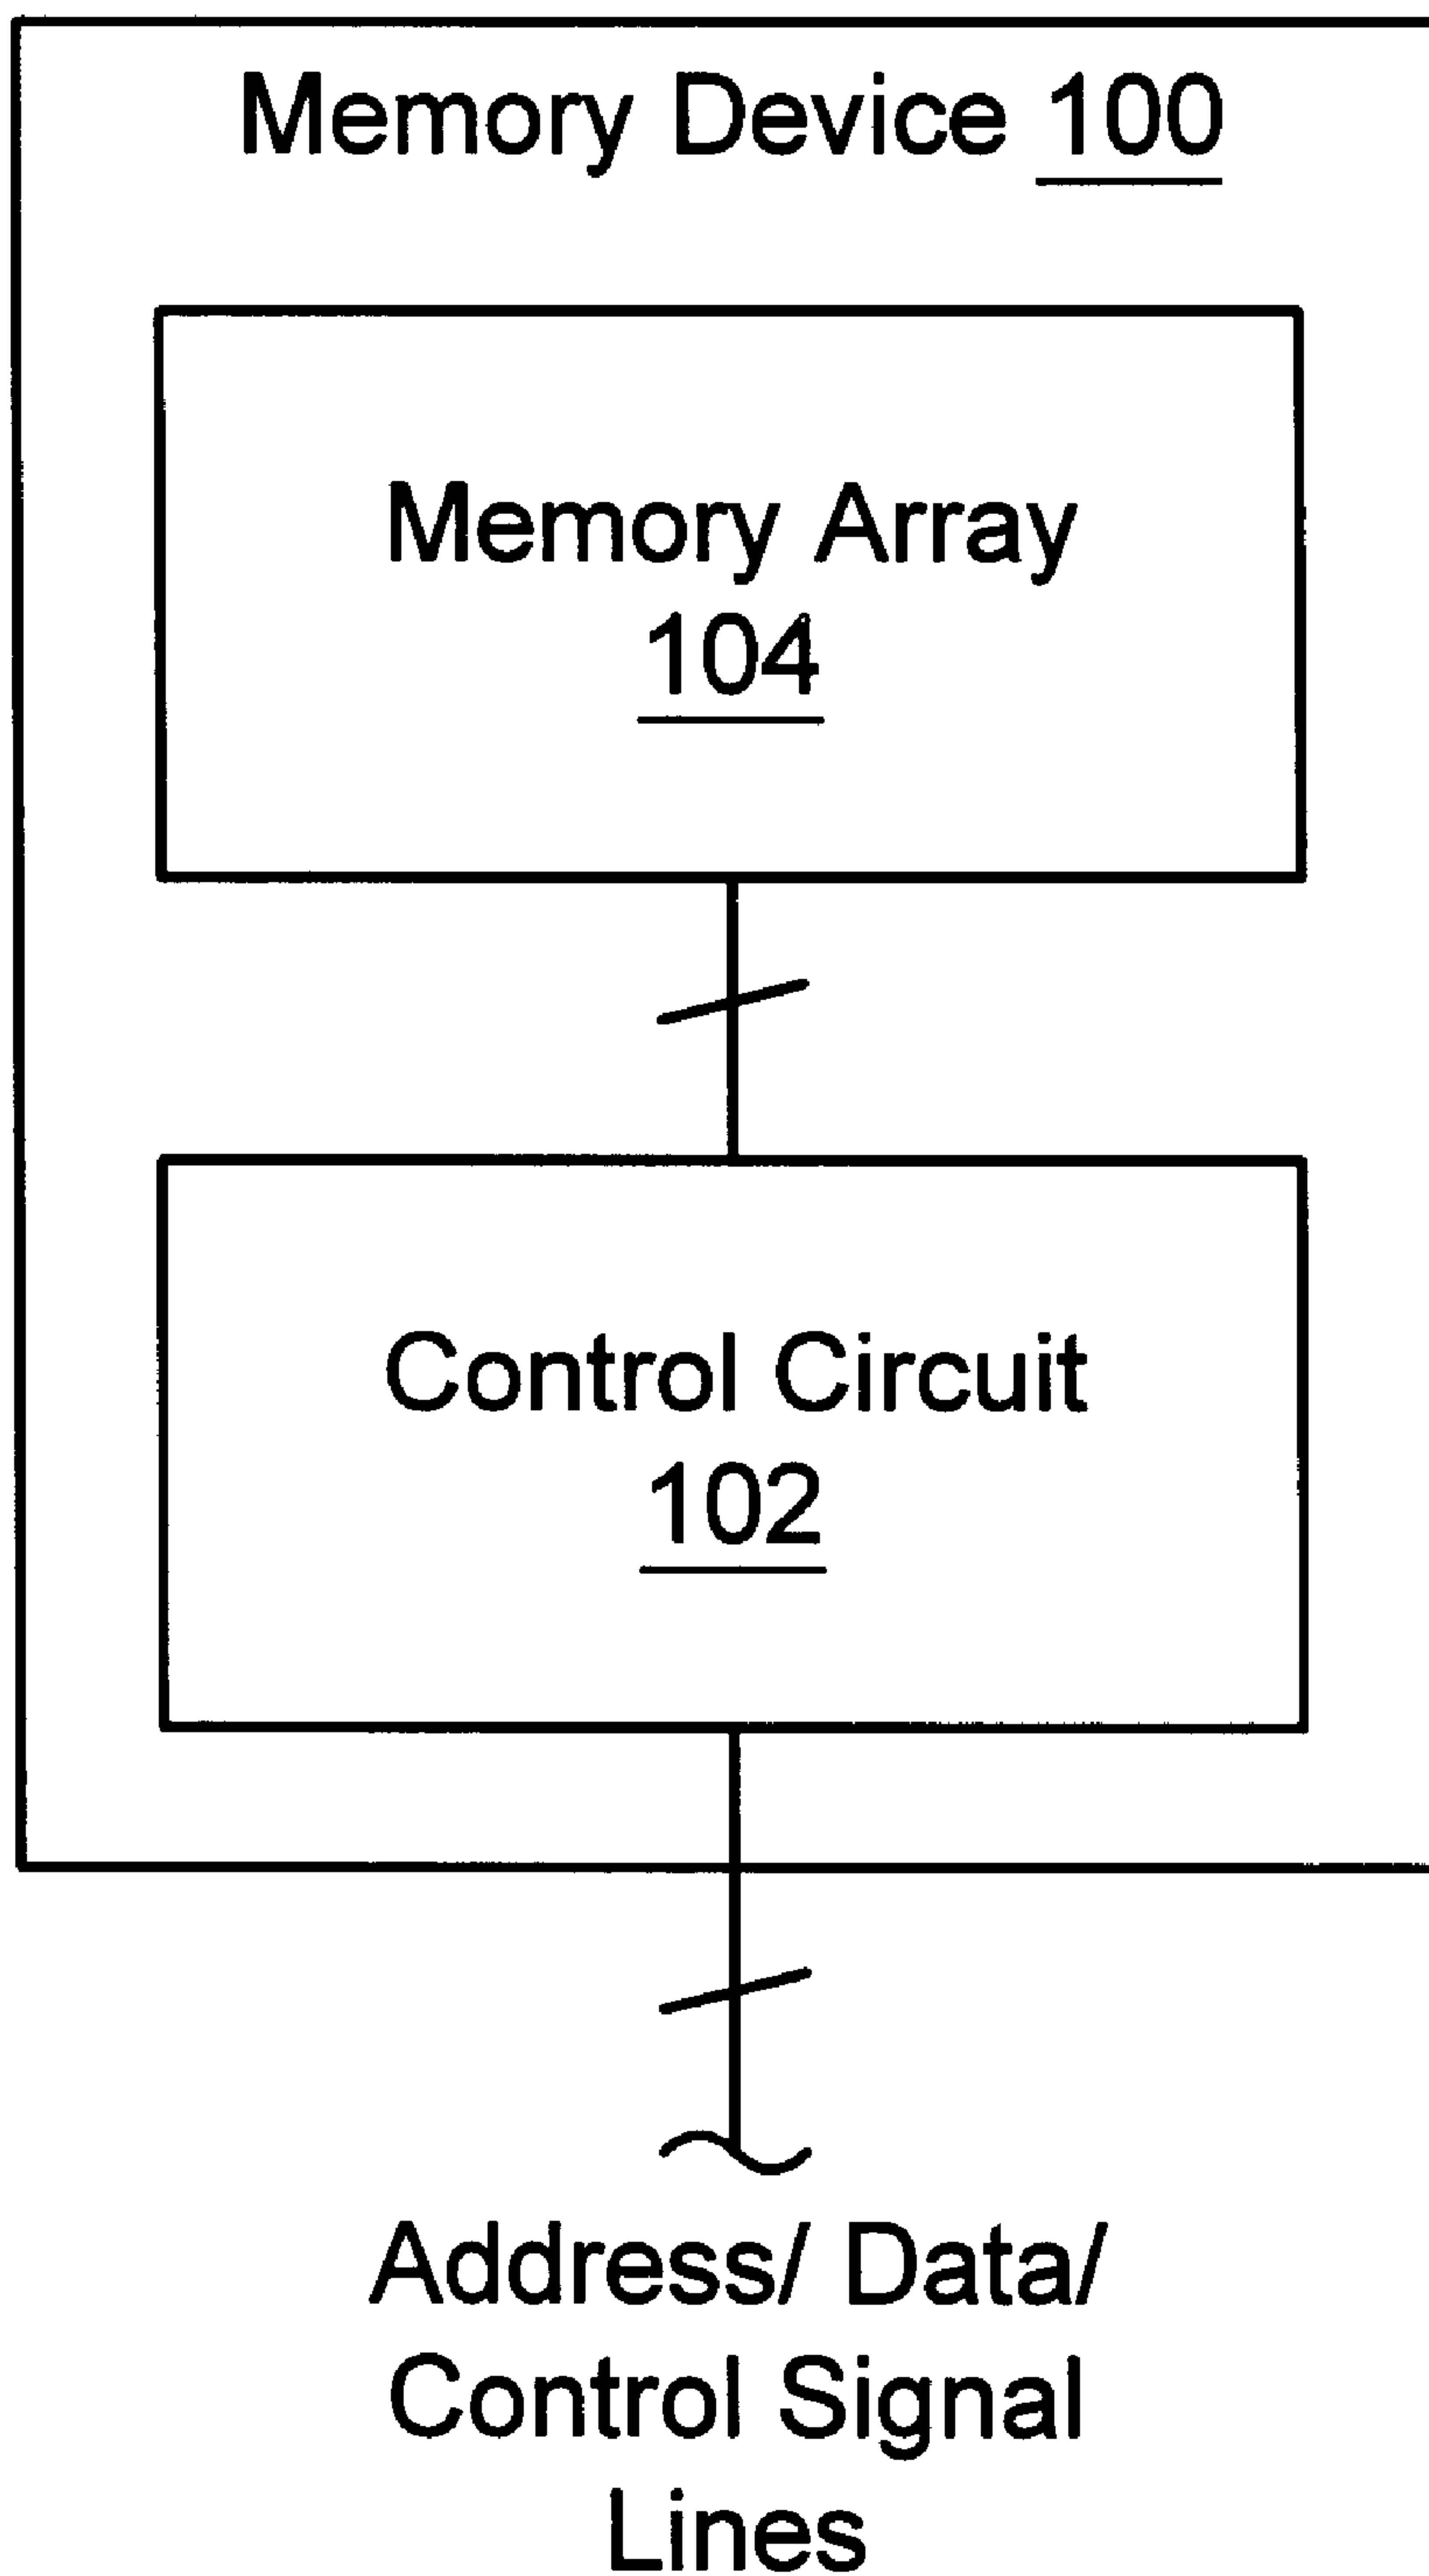 Memory Device 100
Memory Array
104
Control Circuit
102
Address/ Data/
Control Signal
Lines